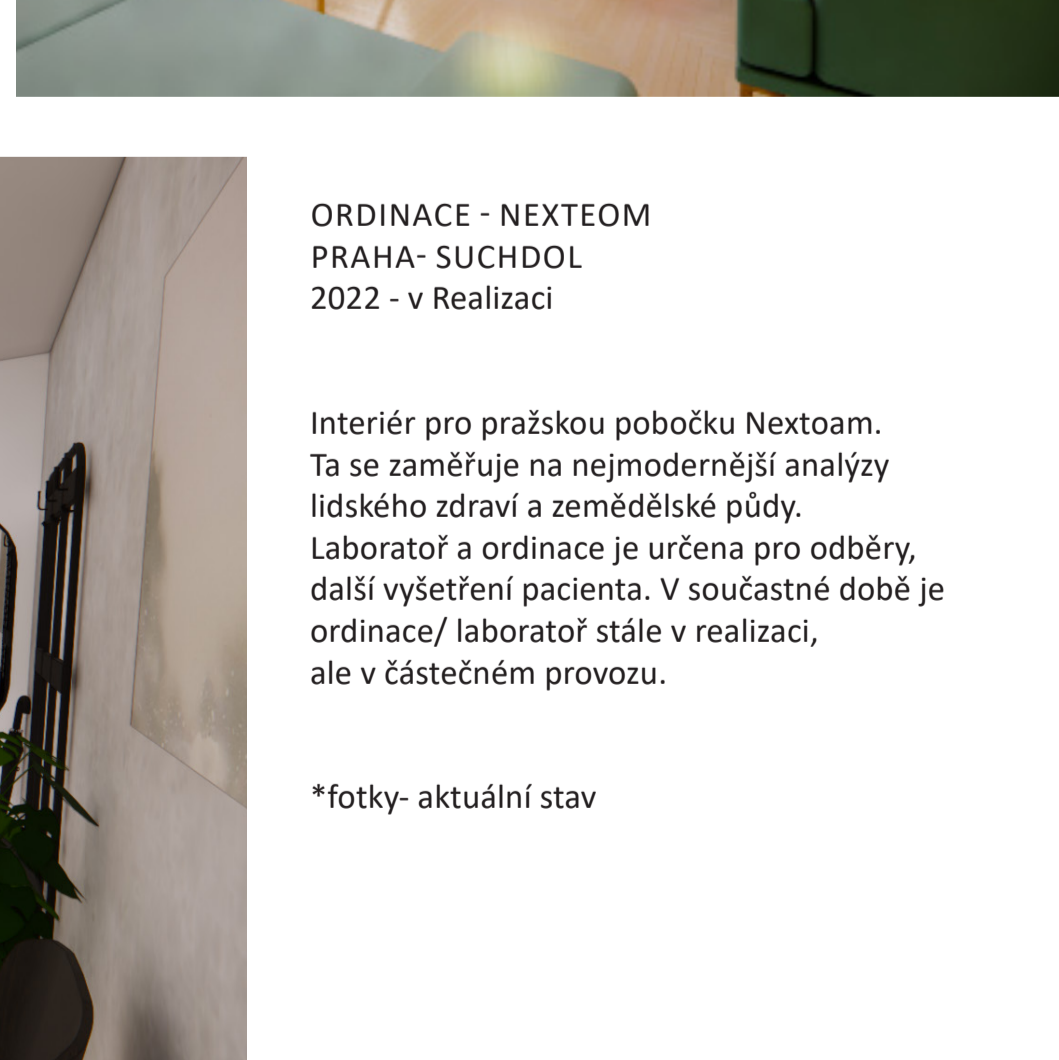 ORDINACE - NEXTEOM
PRAHA- SUCHDOL
2022 - v Realizaci
Interiér pro pražskou pobočku Nextoam.
Ta se zaměřuje na nejmodernější analýzy
lidského zdraví a zemědělské půdy.
Laboratoř a ordinace je určena pro odběry,
další vyšetření pacienta. V součastné době je
ordinace/ laboratoř stále v realizaci,
ale v částečném provozu.
*fotky- aktuální stav